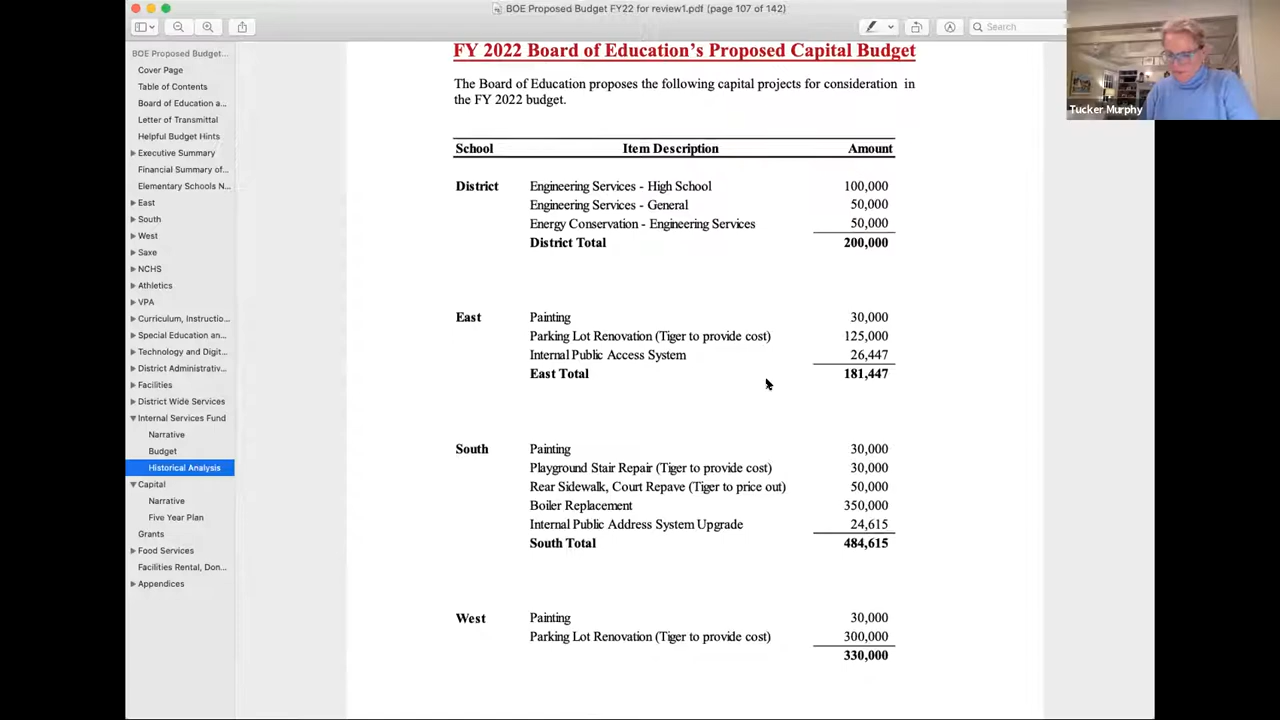 BOE Proposed Budget FY22 for review1.pdf (page 107 of 142)
Search
BOE Proposed Budget...
Cover Page
Table of Contents
Board of Education a...
Letter of Transmittal
Helpful Budget Hints
Executive Summary
Financial Summary of...
Elementary Schools N...
East
South
West
Saxe
NCHS
Athletics
VPA
Curriculum, Instructio...
Special Education an...
Technology and Digit...
District Administrativ...
Facilities
District Wide Services
Internal Services Fund
Narrative
Budget
Historical Analysis
Capital
Narrative
Five Year Plan
Grants
Food Services
Facilities Rental, Don...
Appendices
FY 2022 Board of Education's Proposed Capital Budget
The Board of Education proposes the following capital projects for consideration in
the FY 2022 budget.
School Item Description Amount
District Engineering Services - High School 100,000
Engineering Services - General 50,000
Energy Conservation - Engineering Services 50,000
District Total 200,000
East Painting 30,000
Parking Lot Renovation (Tiger to provide cost) 125,000
Internal Public Access System 26,447
East Total 181,447
South Painting 30,000
Playground Stair Repair (Tiger to provide cost) 30,000
Rear Sidewalk, Court Repave (Tiger to price out) 50,000
Boiler Replacement 350,000
Internal Public Address System Upgrade 24,615
South Total 484,615
West Painting 30,000
Parking Lot Renovation (Tiger to provide cost) 300,000
330,000
Tucker Murphy